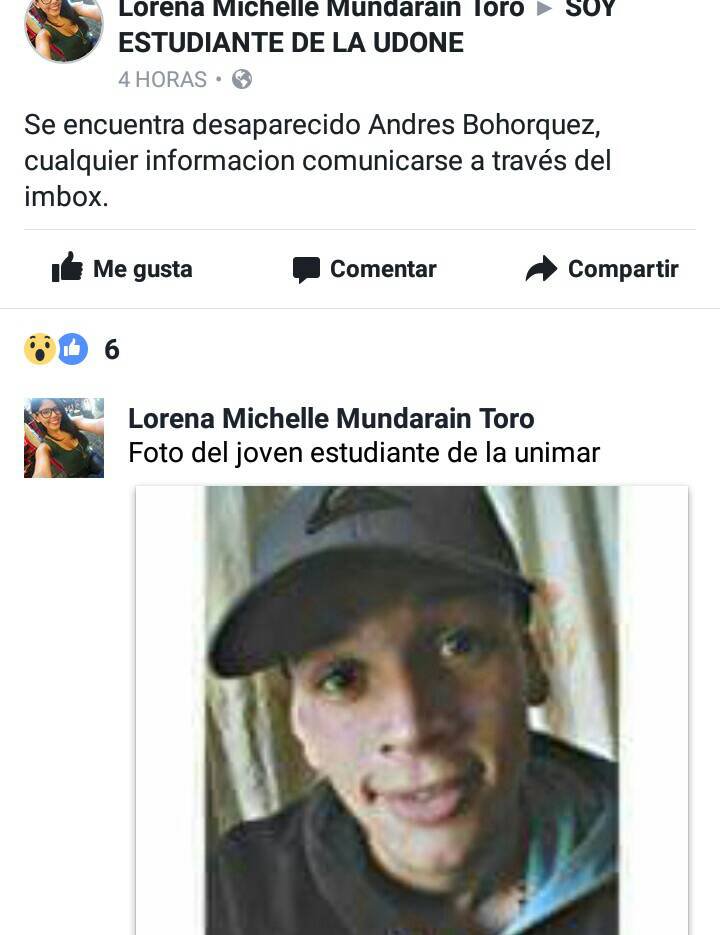 Lorena Michelle Mundarain Toro ► SOY
ESTUDIANTE DE LA UDONE
4 HORAS •
Se encuentra desaparecido Andres Bohorquez,
cualquier informacion comunicarse a través del
imbox.
Me gusta Comentar Compartir
6
Lorena Michelle Mundarain Toro
Foto del joven estudiante de la unimar